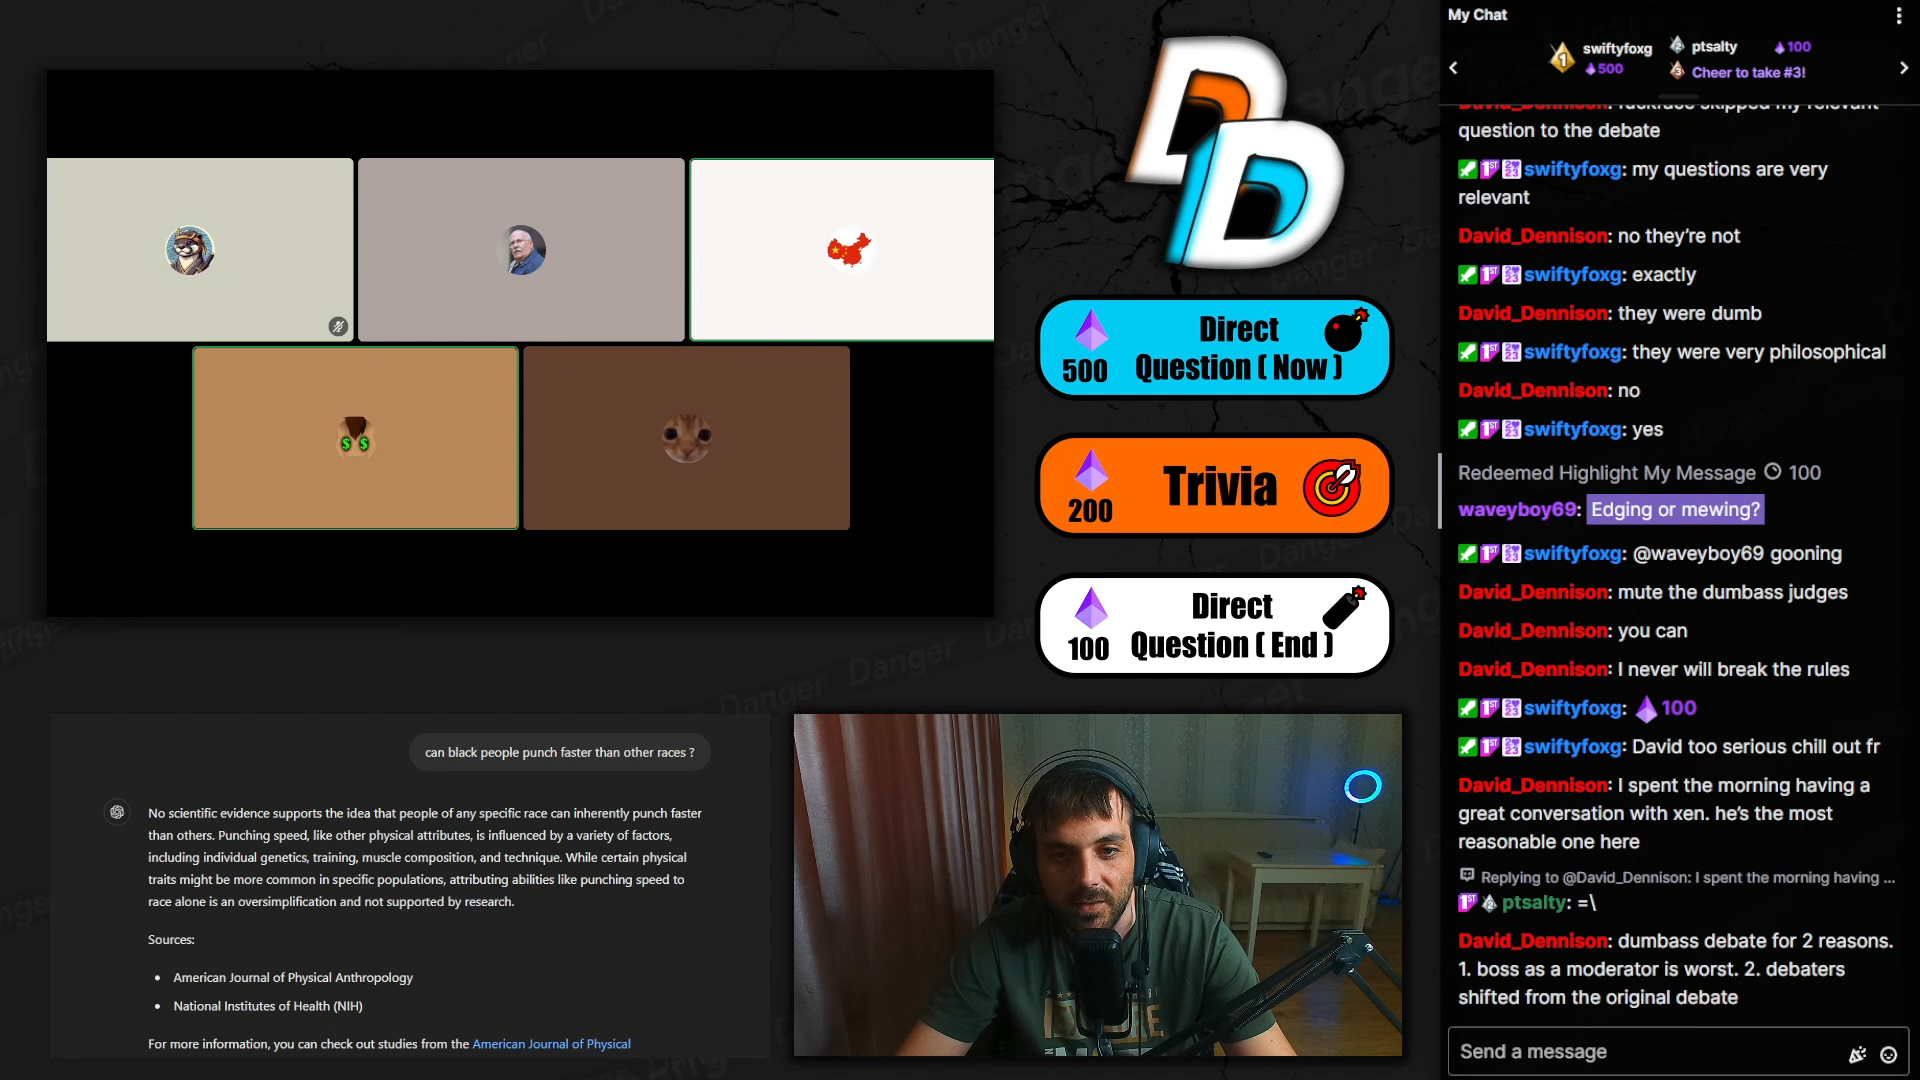 DD
500
Direct
Question ( Now )
200
Trivia
100
Direct
Question ( End )
can black people punch faster than other races ?
No scientific evidence supports the idea that people of any specific race can inherently punch faster
than others. Punching speed, like other physical attributes, is influenced by a variety of factors,
including individual genetics, training, muscle composition, and technique. While certain physical
traits might be more common in specific populations, attributing abilities like punching speed to
race alone is an oversimplification and not supported by research.
Sources:
American Journal of Physical Anthropology
National Institutes of Health (NIH)
For more information, you can check out studies from the American Journal of Physical
My Chat
1 swiftyfoxg
500
2 ptsalty 100
3 Cheer to take #3!
question to the debate
swiftyfoxg: my questions are very
relevant
David_Dennison: no they're not
swiftyfoxg: exactly
David_Dennison: they were dumb
swiftyfoxg: they were very philosophical
David_Dennison: no
swiftyfoxg: yes
Redeemed Highlight My Message 100
waveyboy69: Edging or mewing?
swiftyfoxg: @waveyboy69 gooning
David_Dennison: mute the dumbass judges
David_Dennison: you can
David_Dennison: I never will break the rules
swiftyfoxg: 100
swiftyfoxg: David too serious chill out fr
David_Dennison: I spent the morning having a
great conversation with xen. he's the most
reasonable one here
Replying to @David_Dennison: I spent the morning having ...
ptsalty: =\
David_Dennison: dumbass debate for 2 reasons.
1. boss as a moderator is worst. 2. debaters
shifted from the original debate
Send a message